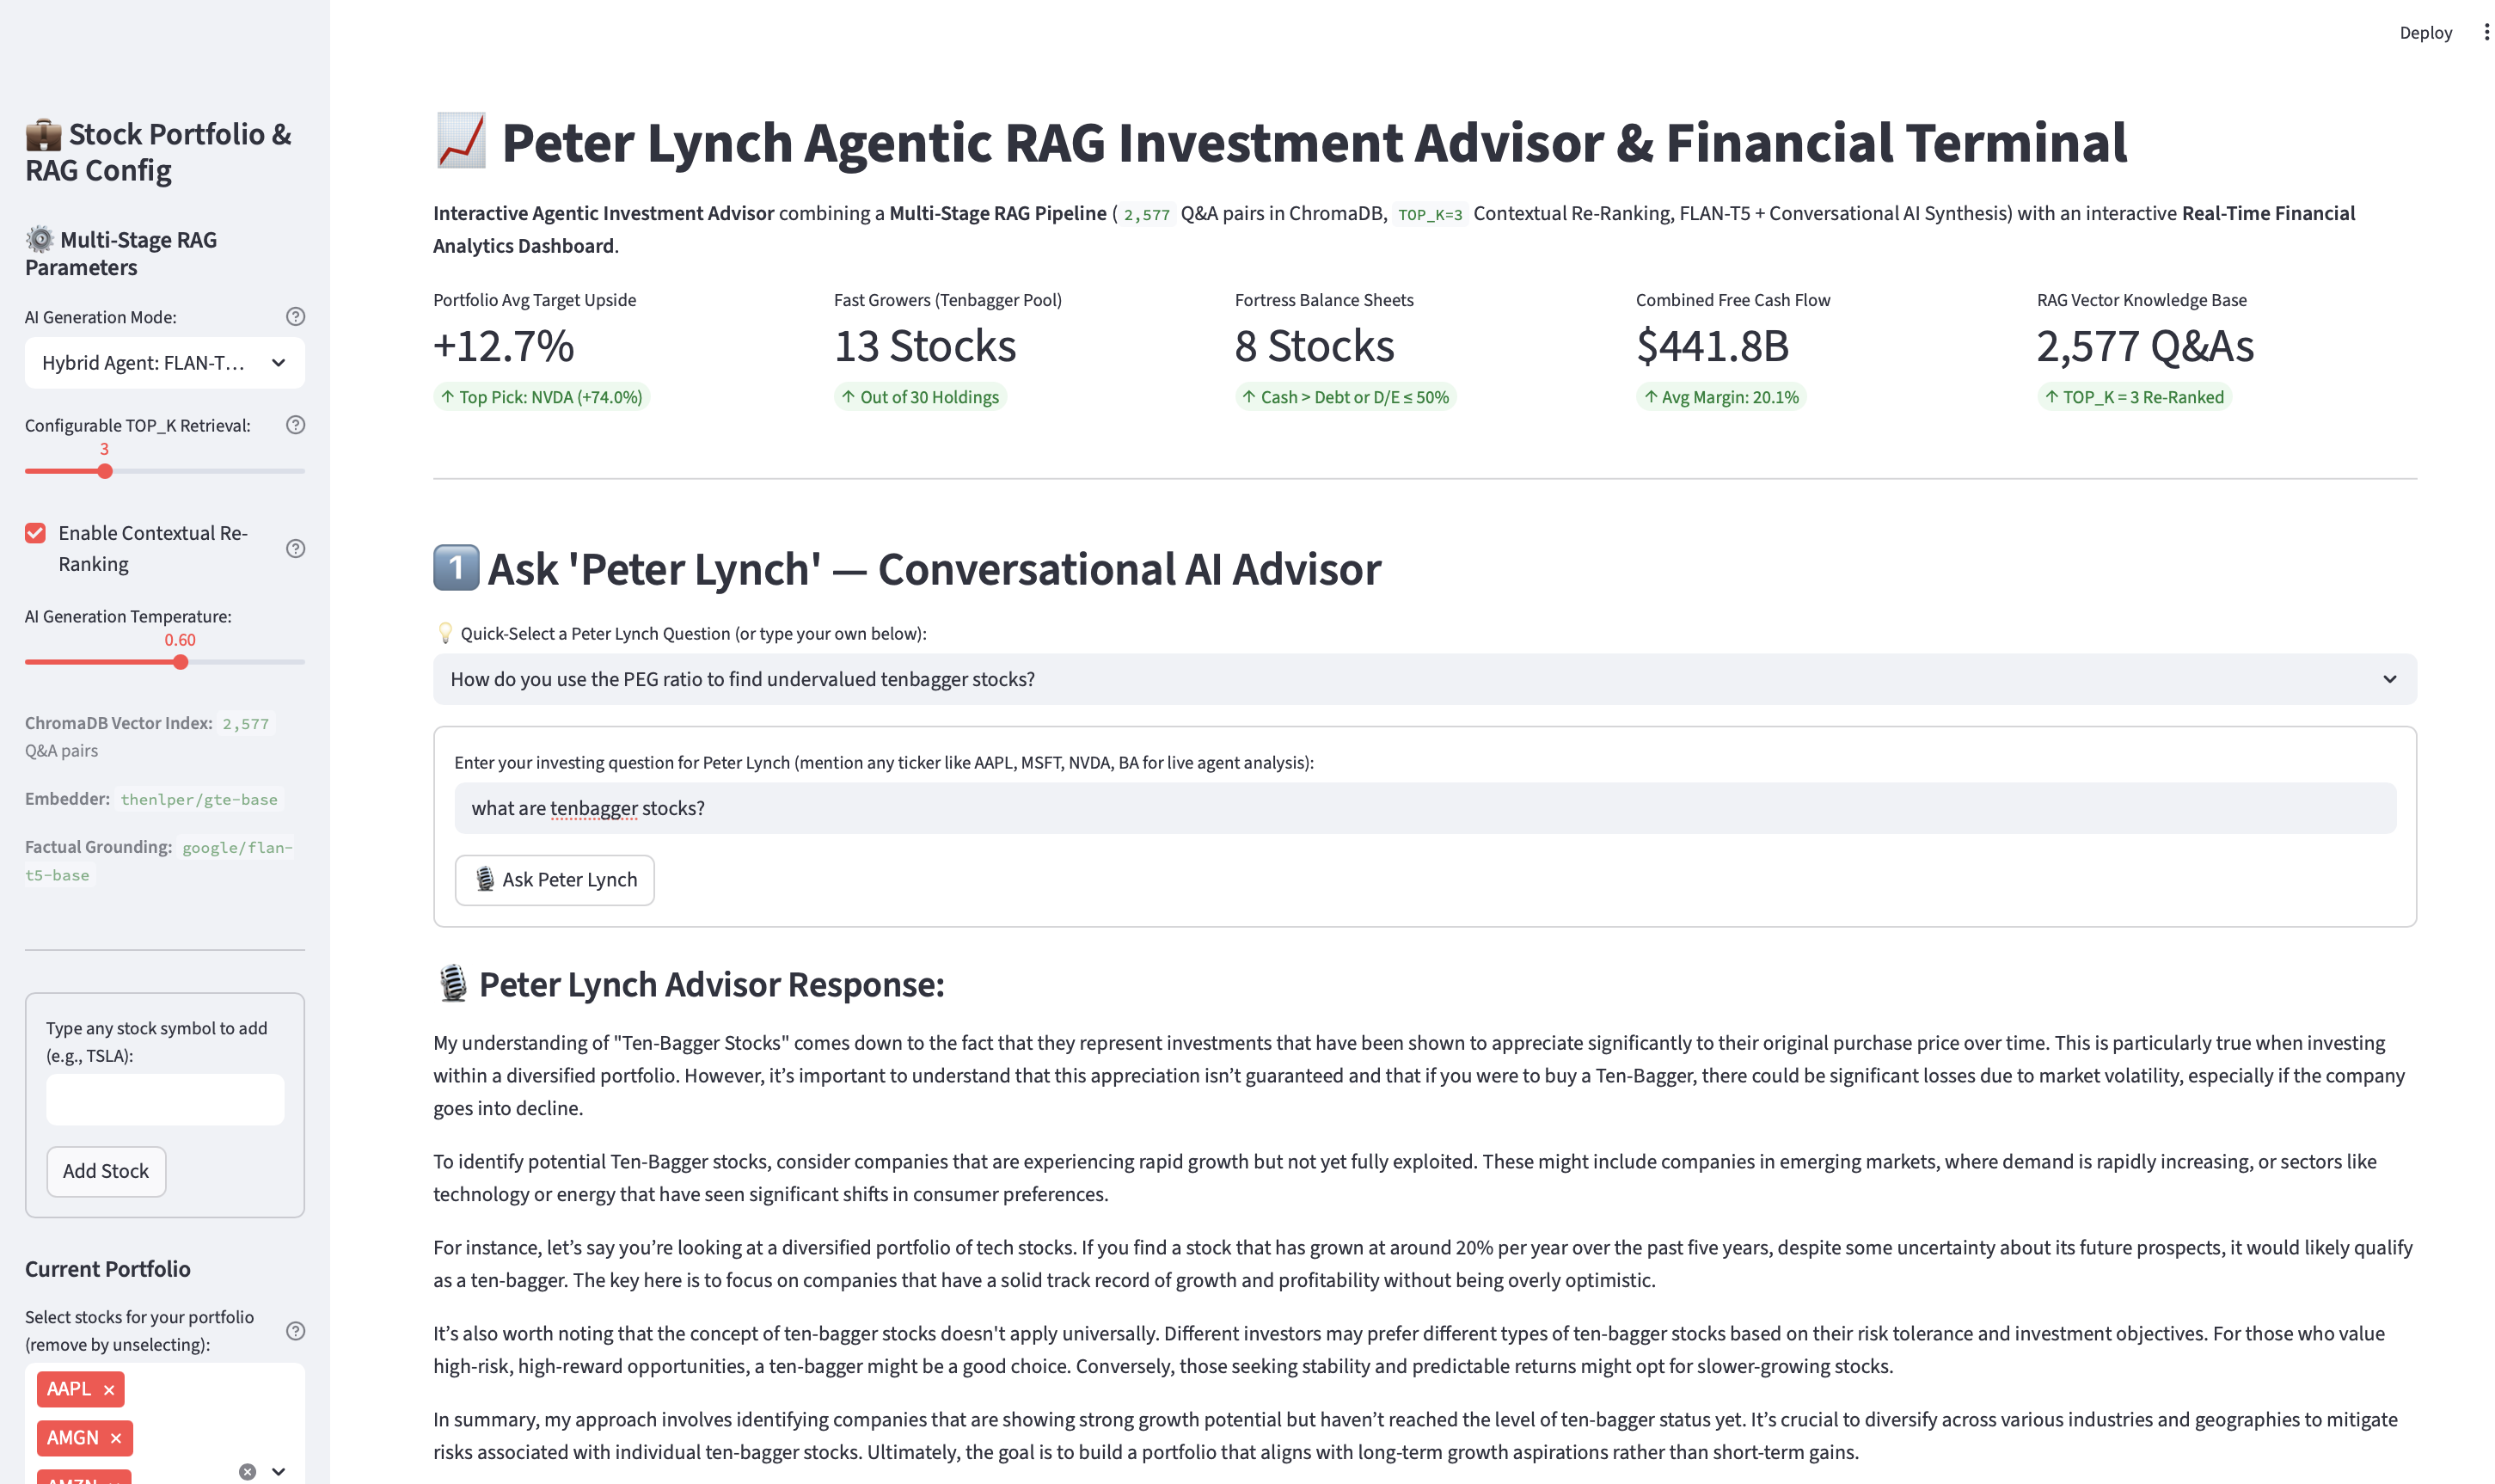 Deploy
Stock Portfolio &
RAG Config
Multi-Stage RAG
Parameters
AI Generation Mode:
Hybrid Agent: FLAN-T...
Configurable TOP_K Retrieval:
3
Enable Contextual Re-
Ranking
AI Generation Temperature:
0.60
ChromaDB Vector Index: 2,577
Q&A pairs
Embedder: thenlper/gte-base
Factual Grounding: google/flan-
t5-base
Type any stock symbol to add
(e.g., TSLA):
Add Stock
Current Portfolio
Select stocks for your portfolio
(remove by unselecting):
AAPL ×
AMGN ×
Peter Lynch Agentic RAG Investment Advisor & Financial Terminal
Interactive Agentic Investment Advisor combining a Multi-Stage RAG Pipeline ( 2,577 Q&A pairs in ChromaDB, TOP_K=3 Contextual Re-Ranking, FLAN-T5 + Conversational AI Synthesis) with an interactive Real-Time Financial
Analytics Dashboard.
Portfolio Avg Target Upside
+12.7%
↑ Top Pick: NVDA (+74.0%)
Fast Growers (Tenbagger Pool)
13 Stocks
↑ Out of 30 Holdings
Fortress Balance Sheets
8 Stocks
↑ Cash > Debt or D/E ≤ 50%
Combined Free Cash Flow
$441.8B
↑ Avg Margin: 20.1%
RAG Vector Knowledge Base
2,577 Q&As
↑ TOP_K = 3 Re-Ranked
1 Ask 'Peter Lynch' — Conversational AI Advisor
Quick-Select a Peter Lynch Question (or type your own below):
How do you use the PEG ratio to find undervalued tenbagger stocks?
Enter your investing question for Peter Lynch (mention any ticker like AAPL, MSFT, NVDA, BA for live agent analysis):
what are tenbagger stocks?
Ask Peter Lynch
Peter Lynch Advisor Response:
My understanding of "Ten-Bagger Stocks" comes down to the fact that they represent investments that have been shown to appreciate significantly to their original purchase price over time. This is particularly true when investing
within a diversified portfolio. However, it’s important to understand that this appreciation isn’t guaranteed and that if you were to buy a Ten-Bagger, there could be significant losses due to market volatility, especially if the company
goes into decline.
To identify potential Ten-Bagger stocks, consider companies that are experiencing rapid growth but not yet fully exploited. These might include companies in emerging markets, where demand is rapidly increasing, or sectors like
technology or energy that have seen significant shifts in consumer preferences.
For instance, let’s say you’re looking at a diversified portfolio of tech stocks. If you find a stock that has grown at around 20% per year over the past five years, despite some uncertainty about its future prospects, it would likely qualify
as a ten-bagger. The key here is to focus on companies that have a solid track record of growth and profitability without being overly optimistic.
It’s also worth noting that the concept of ten-bagger stocks doesn't apply universally. Different investors may prefer different types of ten-bagger stocks based on their risk tolerance and investment objectives. For those who value
high-risk, high-reward opportunities, a ten-bagger might be a good choice. Conversely, those seeking stability and predictable returns might opt for slower-growing stocks.
In summary, my approach involves identifying companies that are showing strong growth potential but haven’t reached the level of ten-bagger status yet. It’s crucial to diversify across various industries and geographies to mitigate
risks associated with individual ten-bagger stocks. Ultimately, the goal is to build a portfolio that aligns with long-term growth aspirations rather than short-term gains.